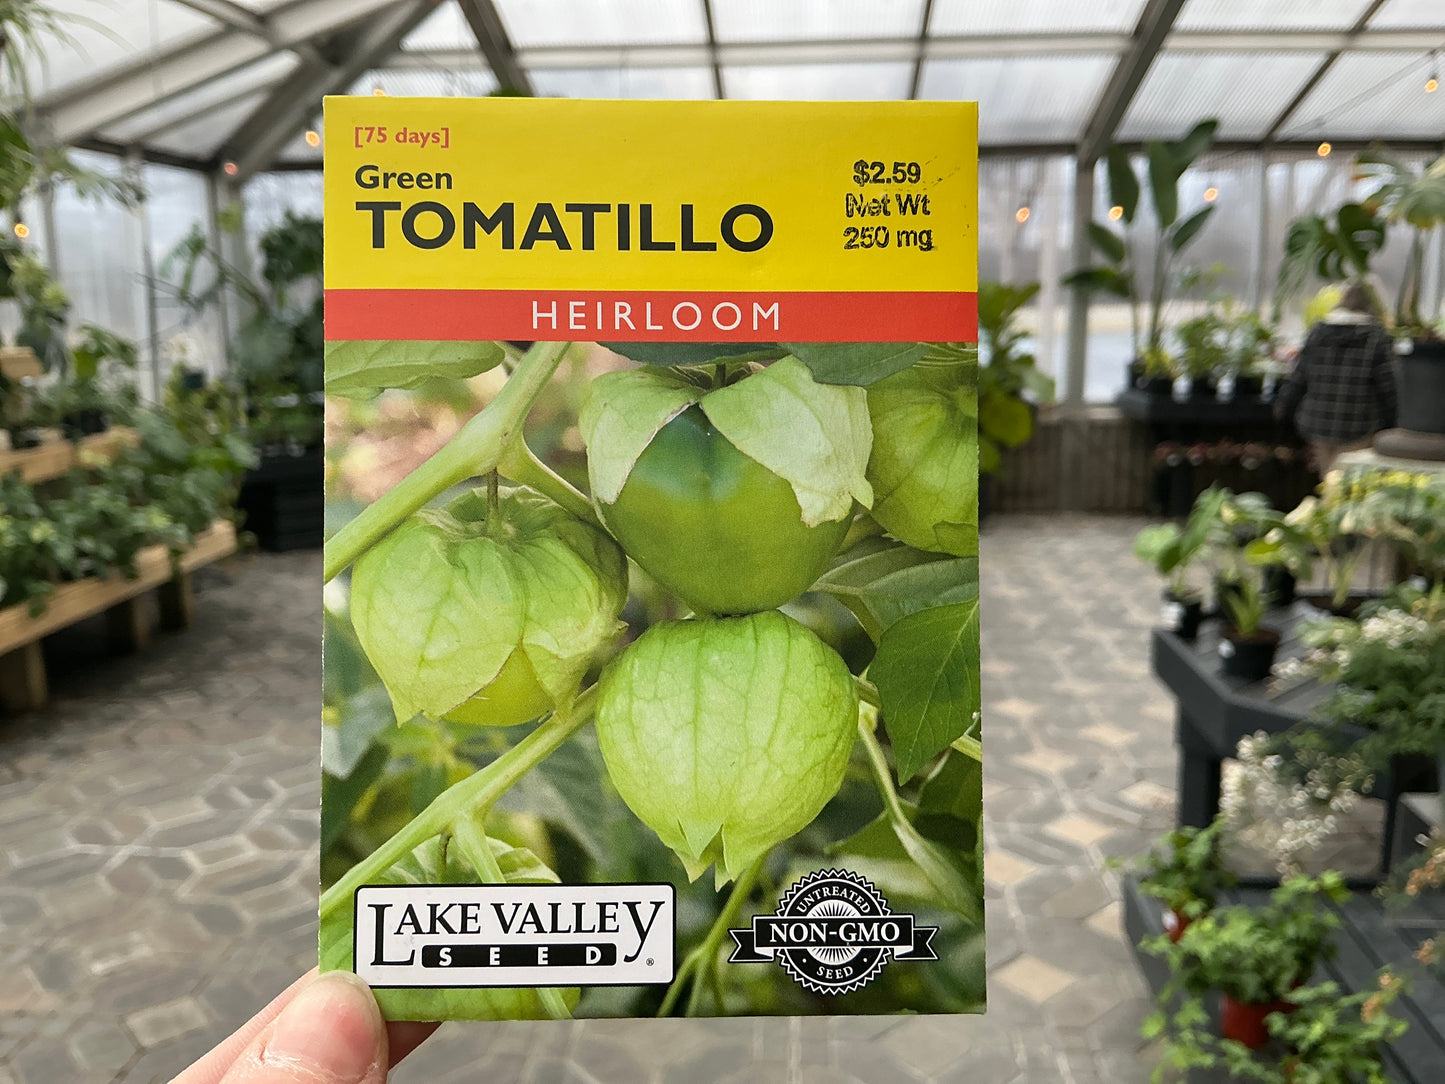 [75 days]
Green
TOMATILLO
$2.59
Net Wt
250 mg
HEIRLOOM
LAKE VALLEY
SEED®
UNTREATED
NON-GMO
SEED